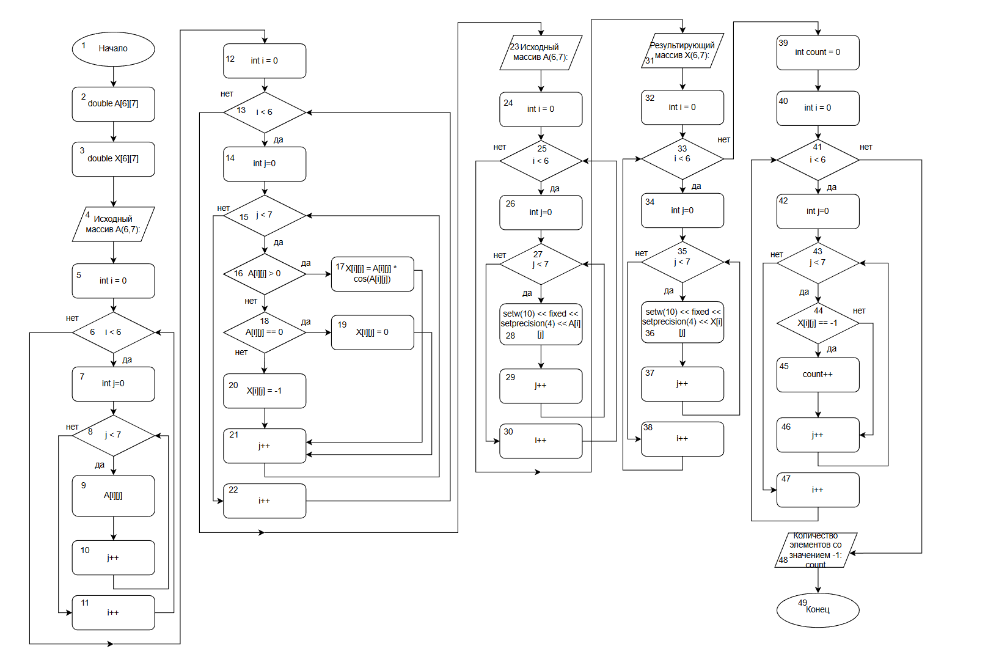 1
Начало
2
double A[6][7]
3
double X[6][7]
4
Исходный
массив A(6,7):
5
int i = 0
нет
6
i < 6
да
7
int j=0
нет
8
j < 7
да
9
A[i][j]
10
j++
11
i++
12
int i = 0
нет
13
i < 6
да
14
int j=0
нет
15
j < 7
да
16
A[i][j] > 0
да
17
X[i][j] = A[i][j] *
cos(A[i][j])
нет
18
A[i][j] == 0
да
19
X[i][j] = 0
нет
20
X[i][j] = -1
21
j++
22
i++
23
Исходный
массив A(6,7):
24
int i = 0
нет
25
i < 6
да
26
int j=0
нет
27
j < 7
да
setw(10) << fixed <<
setprecision(4) << A[i]
[j]
28
29
j++
30
i++
Результирующий
массив X(6,7):
31
32
int i = 0
нет
33
i < 6
да
34
int j=0
нет
35
j < 7
да
setw(10) << fixed <<
setprecision(4) << X[i]
[j]
36
37
j++
38
i++
39
int count = 0
40
int i = 0
41
i < 6
нет
да
42
int j=0
нет
43
j < 7
да
44
X[i][j] == -1
нет
да
45
count++
46
j++
47
i++
Количество
элементов со
значением -1:
count
48
49
Конец